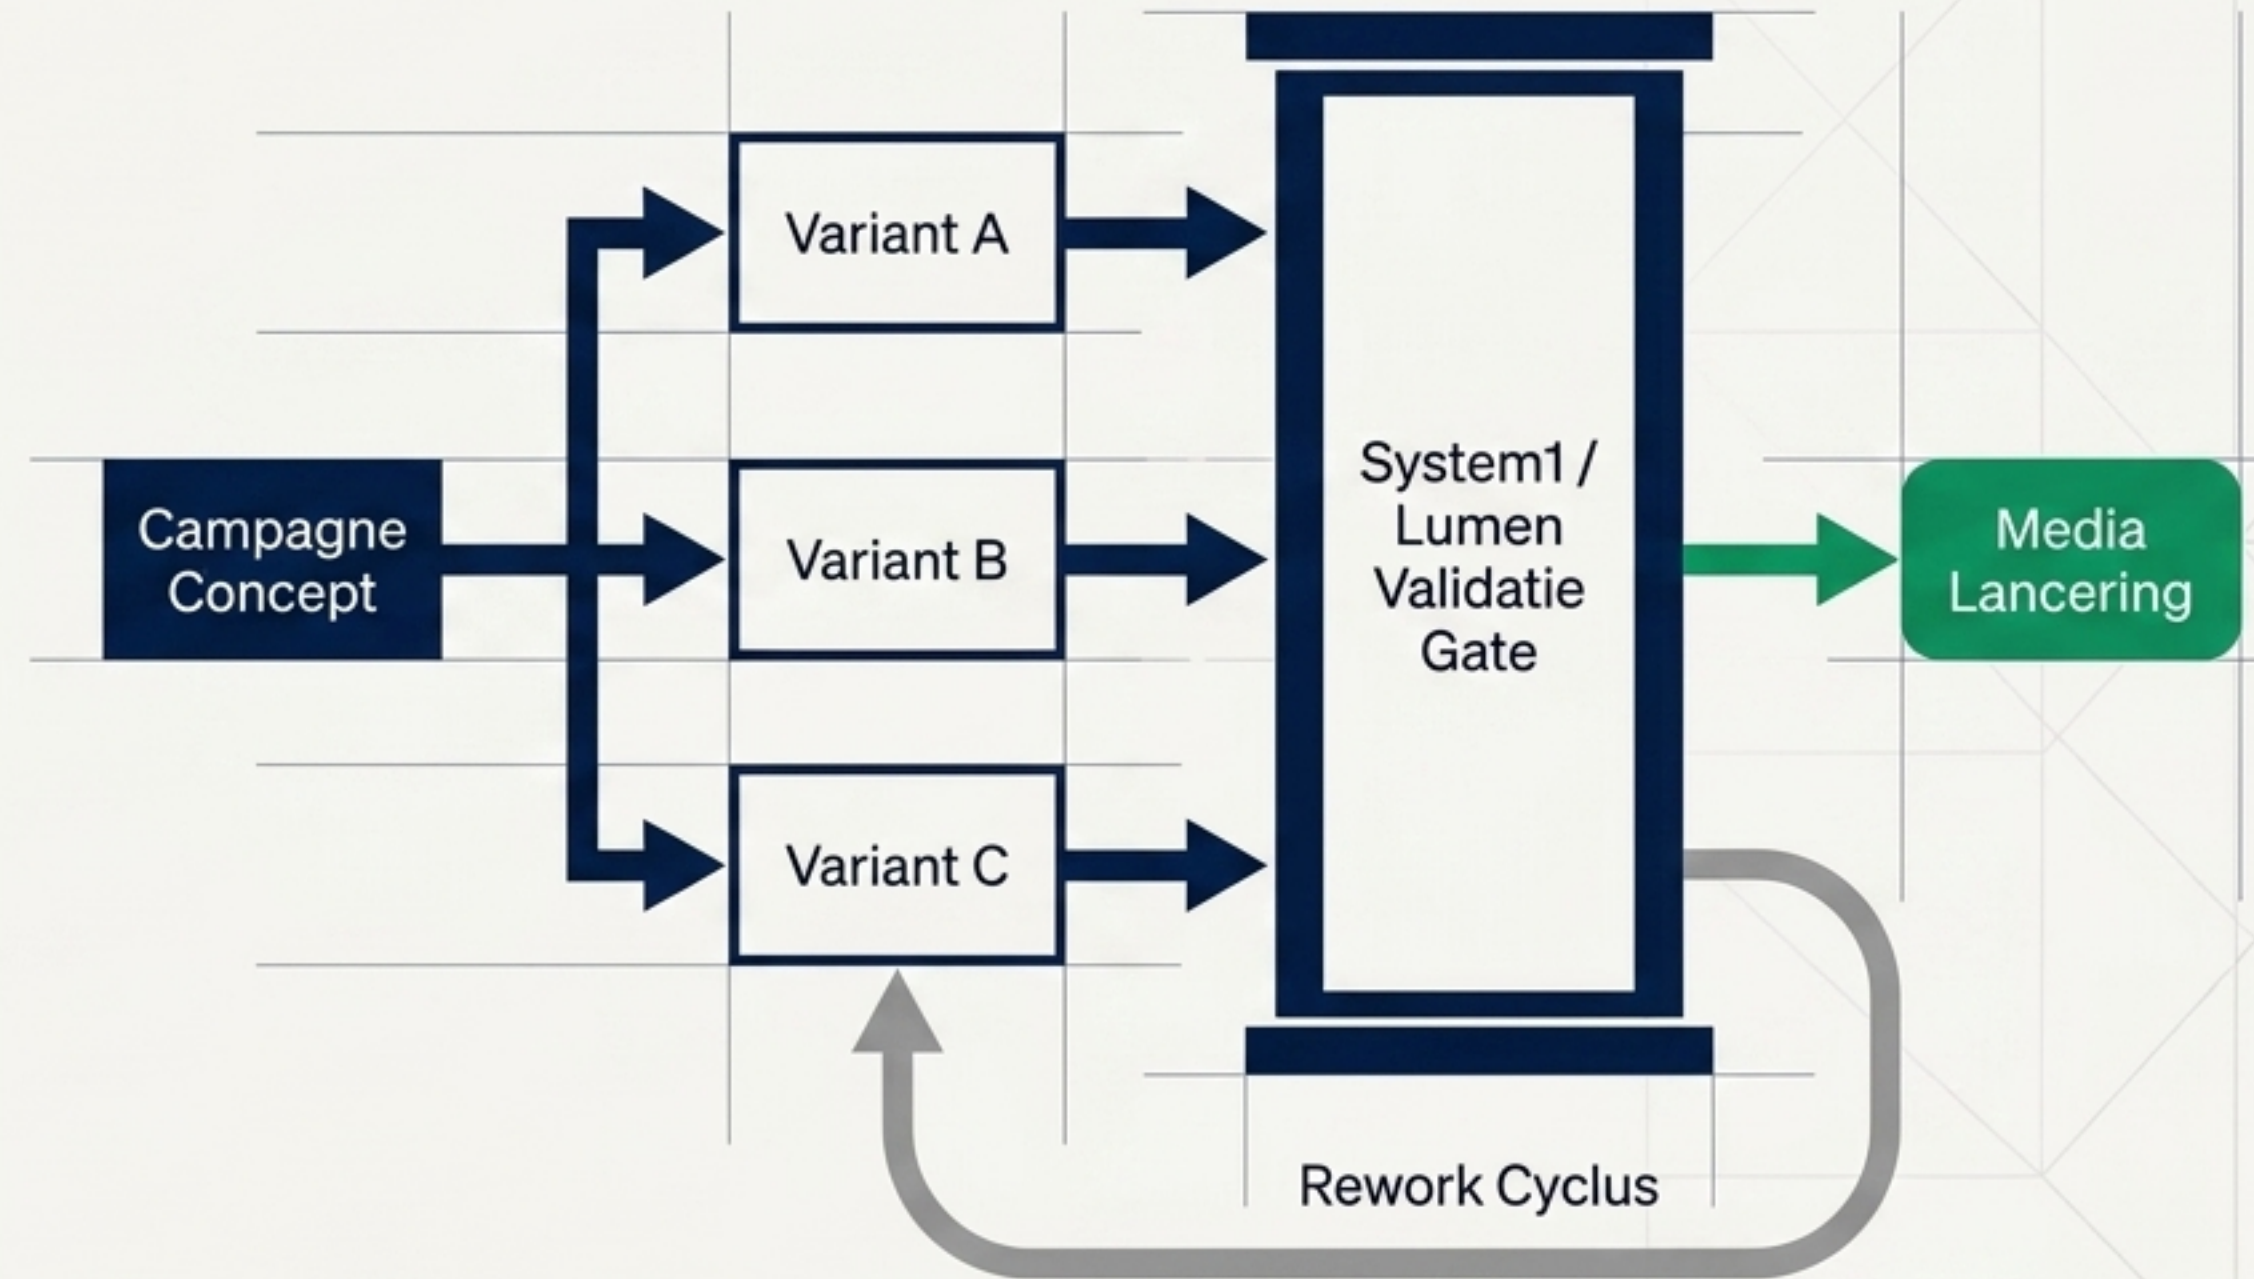 Variant A
Campagne
Concept
Variant B
Variant C
System1 /
Lumen
Validatie
Gate
Media
Lancering
Rework Cyclus